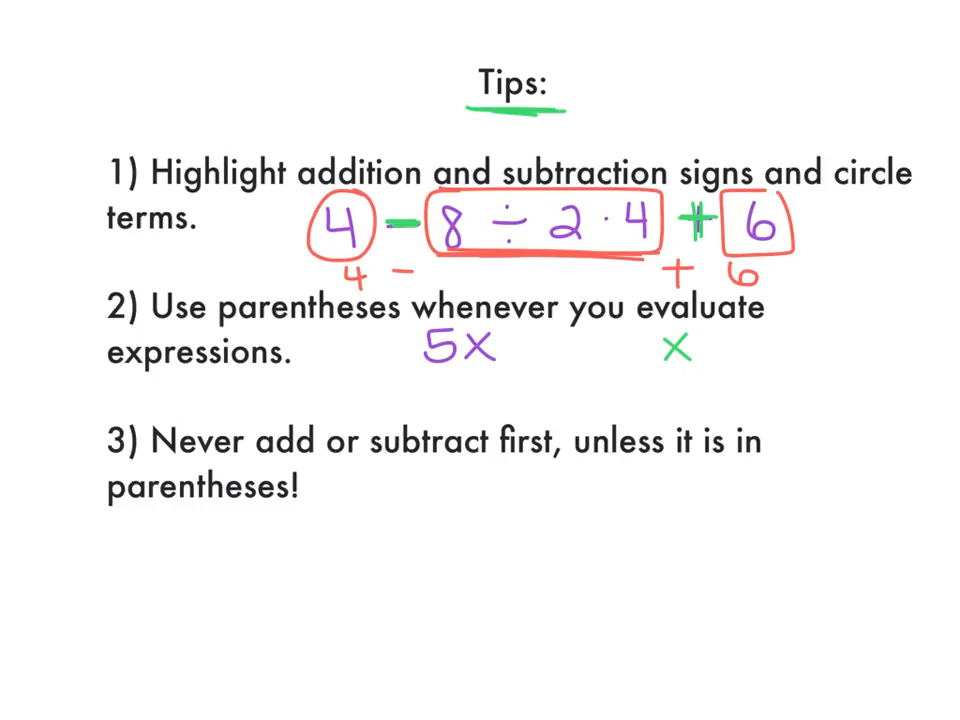 Tips:
1) Highlight addition and subtraction signs and circle
terms.
4 - 8 ÷ 2 · 4 + 6
4 - + 6
2) Use parentheses whenever you evaluate
expressions.
5x x
3) Never add or subtract first, unless it is in
parentheses!